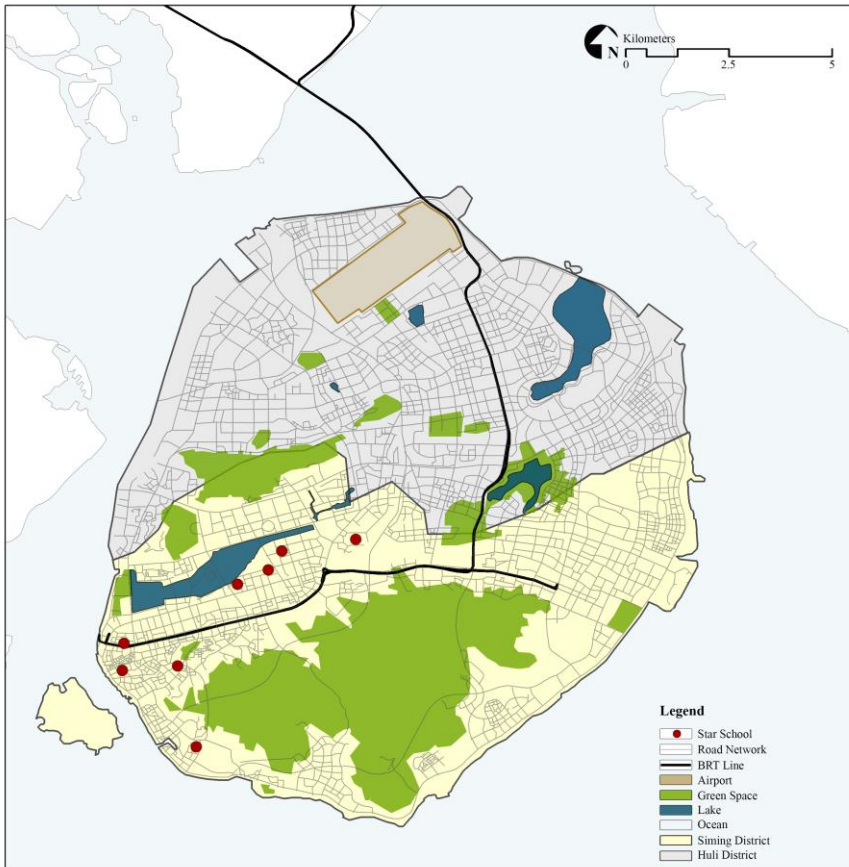 Kilometers
N
0 2.5 5
Legend
Star School
Road Network
BRT Line
Airport
Green Space
Lake
Ocean
Siming District
Huli District